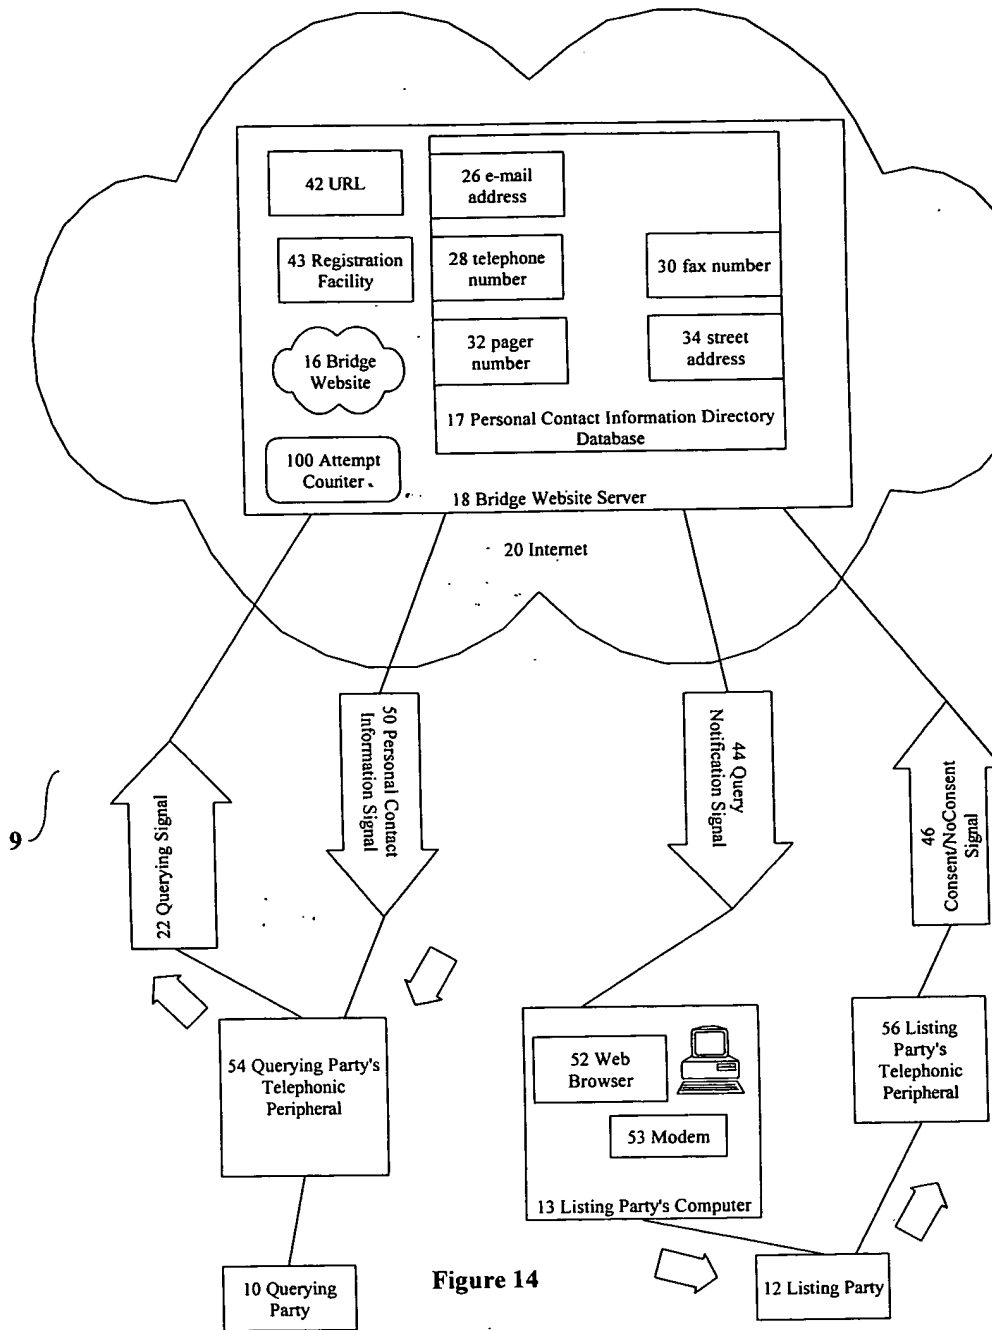 42 URL
26 e-mail
address
43 Registration
Facility
28 telephone
number
30 fax number
16 Bridge
Website
32 pager
number
34 street
address
17 Personal Contact Information Directory
Database
100 Attempt
Counter
18 Bridge Website Server
20 Internet
22 Querying Signal
50 Personal Contact
Information Signal
44 Query
Notification Signal
46
Consent/NoConsent
Signal
9
54 Querying Party's
Telephonic
Peripheral
52 Web
Browser
53 Modem
13 Listing Party's Computer
56 Listing
Party's
Telephonic
Peripheral
10 Querying
Party
Figure 14
12 Listing Party